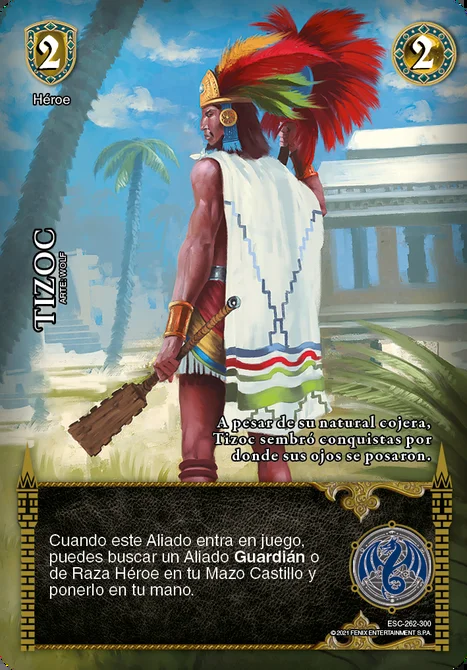 2
2
Héroe
TIZOC
ARTE: WOLF
A pesar de su natural cojera,
Tizoc sembró conquistas por
donde sus ojos se posaron.
Cuando este Aliado entra en juego,
puedes buscar un Aliado Guardián o
de Raza Héroe en tu Mazo Castillo y
ponerlo en tu mano.
ESC-262-300
©2021 FENIX ENTERTAINMENT S.P.A.